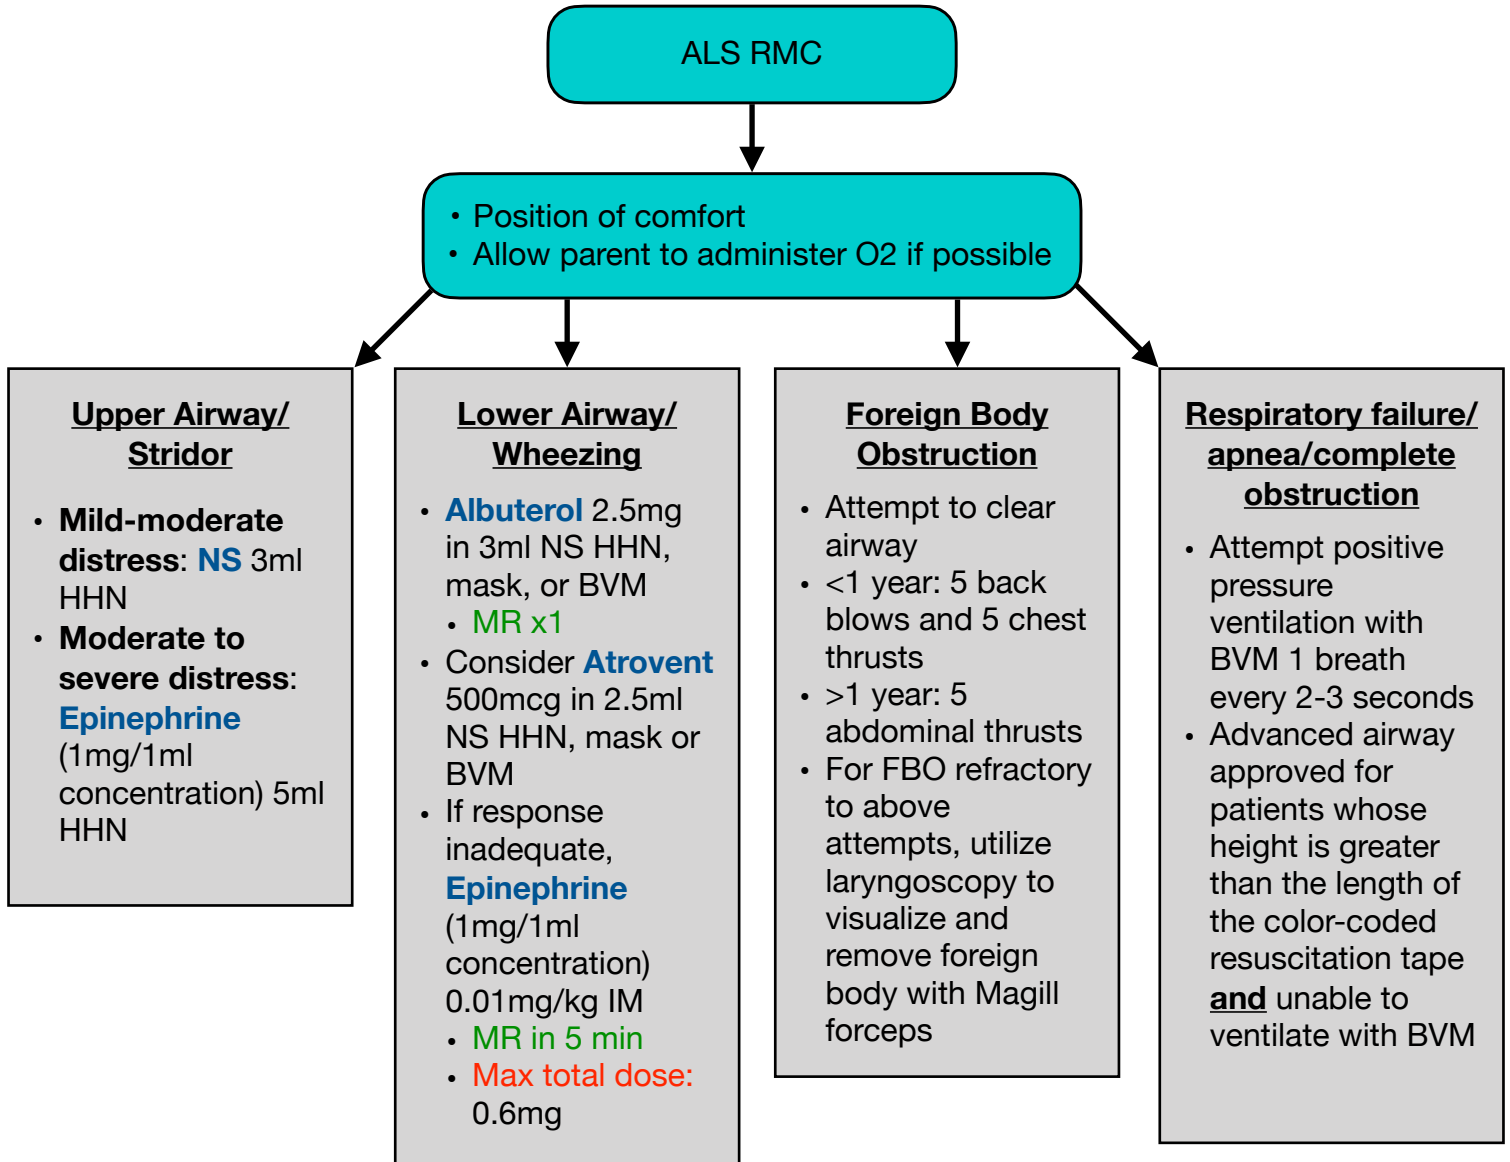 ALS RMC
• Position of comfort
• Allow parent to administer O2 if possible
Upper Airway/
Stridor
• Mild-moderate
distress: NS 3ml
HHN
• Moderate to
severe distress:
Epinephrine
(1mg/1ml
concentration) 5ml
HHN
Lower Airway/
Wheezing
• Albuterol 2.5mg
in 3ml NS HHN,
mask, or BVM
• MR x1
• Consider Atrovent
500mcg in 2.5ml
NS HHN, mask or
BVM
• If response
inadequate,
Epinephrine
(1mg/1ml
concentration)
0.01mg/kg IM
• MR in 5 min
• Max total dose:
0.6mg
Foreign Body
Obstruction
• Attempt to clear
airway
• <1 year: 5 back
blows and 5 chest
thrusts
• >1 year: 5
abdominal thrusts
• For FBO refractory
to above
attempts, utilize
laryngoscopy to
visualize and
remove foreign
body with Magill
forceps
Respiratory failure/
apnea/complete
obstruction
• Attempt positive
pressure
ventilation with
BVM 1 breath
every 2-3 seconds
• Advanced airway
approved for
patients whose
height is greater
than the length of
the color-coded
resuscitation tape
and unable to
ventilate with BVM